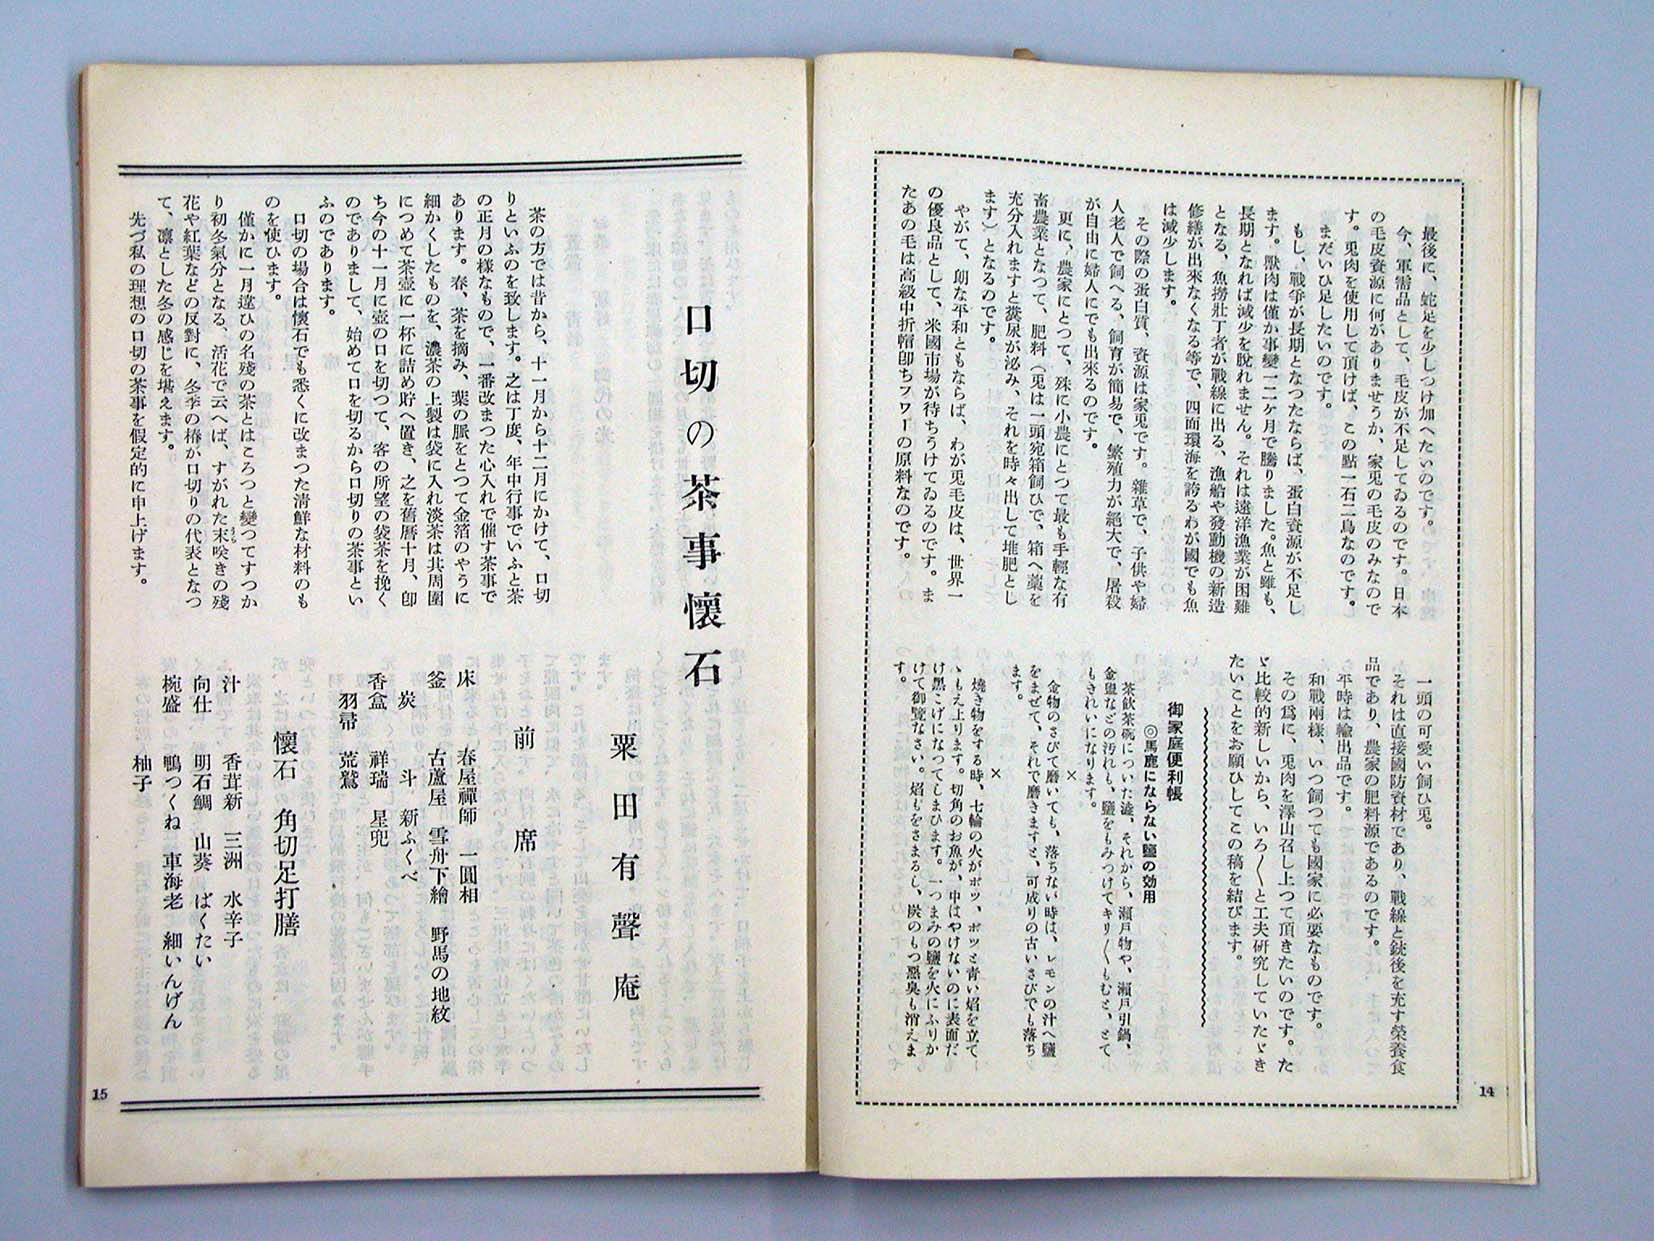 最後に、蛇足を少しつけ加へたいのです。
今、軍需品として、毛皮が不足してゐるのです。日本
の毛皮資源に何がありませうか、家兎の毛皮のみなので
す。兎肉を使用して頂けば、この點一石二鳥なのです。
まだいひ足したいのです。
もし、戰爭が長期となつたならば、蛋白資源が不足し
ます。獸肉は僅か事變一二ケ月で騰りました。魚と雖も、
長期となれば減少を脫れません。それは遠洋漁業が困難
となる、魚撈壯丁者が戰線に出る、漁船や發動機の新造
修繕が出來なくなる等で、四面環海を誇るわが國でも魚
は減少します。
その際の蛋白質、資源は家兎です。雜草で、子供や婦
人老人で飼へる、飼育が簡易で、繁殖力が絕大で、屠殺
が自由に婦人にでも出來るのです。
更に、農家にとつて、殊に小農にとつて最も手輕な有
畜農業となつて、肥料（兎は一頭宛箱飼ひで、箱へ藁を
充分入れますと糞尿が泌み、それを時々出して堆肥とし
ます）となるのです。
やがて、朗な平和ともならば、わが兎毛皮は、世界一
の優良品として、米國市場が待ちうけてゐるのです。ま
たあの毛は高級中折帽卽ちフワーの原料なのです。
一頭の可愛い飼ひ兎。
それは直接國防資材であり、戰線と銃後を充す榮養食
品であり、農家の肥料源であるのです。
平時は輸出品です。
和戰兩樣、いつ飼つても國家に必要なものです。
その爲に、兎肉を澤山召し上つて頂きたいのです。た
ゞ比較的新しいから、いろ〳〵と工夫硏究していたゞき
たいことをお願ひしてこの稿を結びます。
御家庭便利帳
◎馬鹿にならない鹽の効用
茶飮茶碗についた澁、それから、瀨戶物や、瀨戶引鍋、
金盥などの汚れも、鹽をみつけてキリ〳〵もむと、とて
もきれいになります。
×
金物のさびて磨いても、落ちない時は、レモンの汁へ鹽
をまぜて、それで磨きますと、可成りの古いさびでも落ち
ます。
×
燒き物をする時、七輪の火がボツ、ボツと青い焰を立て
ゝもえ上ります。切角のお魚が、中はやけないのに表面だ
け黑こげになつてしまひます。一つまみの鹽を火にふりか
けて御覽なさい。焰もをさまるし、炭のもつ惡臭も消えま
す。
14
口切の茶事懷石
粟田有聲庵
茶の方では昔から、十一月から十二月にかけて、口切
りといふのを致します。之は丁度、年中行事でいふと茶
の正月の樣なもので、一番改まつた心入れで催す茶事で
あります。春、茶を摘み、葉の脈をとつて金箔のやうに
細かくしたものを、濃茶の上製は袋に入れ淡茶は其周圍
につめて茶壺に一杯に詰め貯へ置き、之を舊曆十月、卽
ち今の十一月に壺の口を切つて、客の所望の袋茶を挽く
のでありまして、始めて口を切るから口切りの茶事とい
ふのであります。
口切の場合は懷石でも悉くに改まつた淸鮮な材料のも
のを使ひます。
僅かに一月違ひの名殘の茶とはころつと變つてすつか
り初冬氣分となる、活花で云へば、すがれた末咲きの殘
花や紅葉などの反對に、冬季の椿が口切りの代表となつ
て、凛とした冬の感じを堪えます。
先づ私の理想の口切の茶事を假定的に申上げます。
前席
床　春屋禪師　一圓相
釜　古蘆屋　雪舟下繪　野馬の地紋
炭　斗　新ふくべ
香盒　祥瑞　星兜
羽帚　荒鷲
懷石　角切足打膳
汁　香茸新　三洲　水辛子
向仕　明石鯛　山葵　ばくたい
椀盛　鴨つくね　車海老　細いんげん
柚子
15